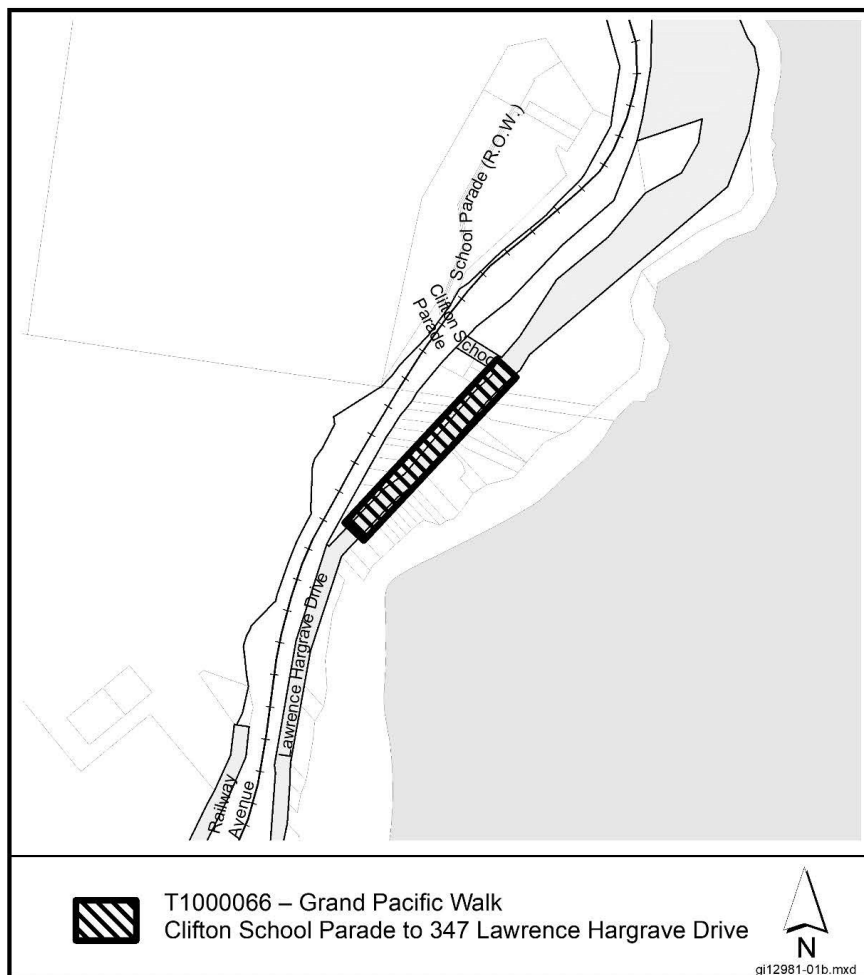 School Parade (R.O.W.)
Clifton School
Parade
Lawrence Hargrave Drive
Railway
Avenue
T1000066 – Grand Pacific Walk
Clifton School Parade to 347 Lawrence Hargrave Drive
N
gi12981-01b.mxd